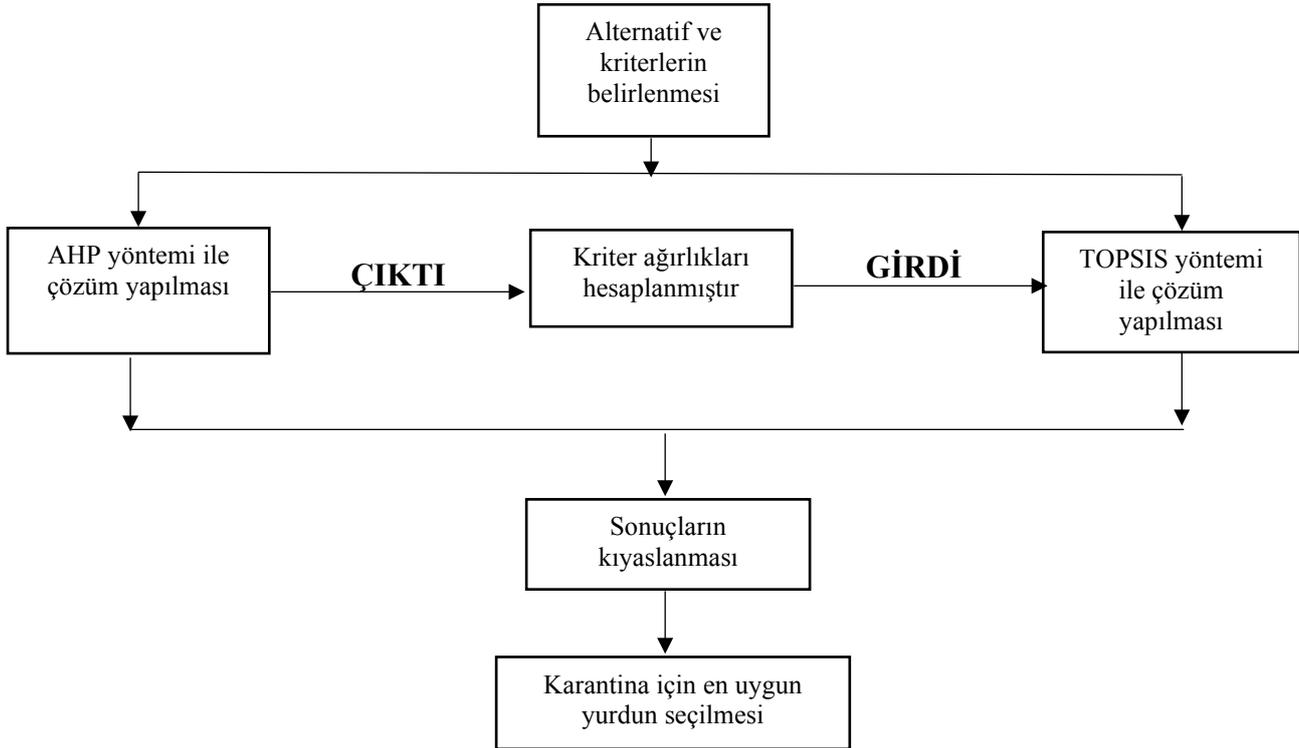 Alternatif ve
kriterlerin
belirlenmesi
AHP yöntemi ile
çözüm yapılması
ÇIKTI
Kriter ağırlıkları
hesaplanmıştır
GİRDİ
TOPSIS yöntemi
ile çözüm
yapılması
Sonuçların
kıyaslanması
Karantina için en uygun
yurdun seçilmesi